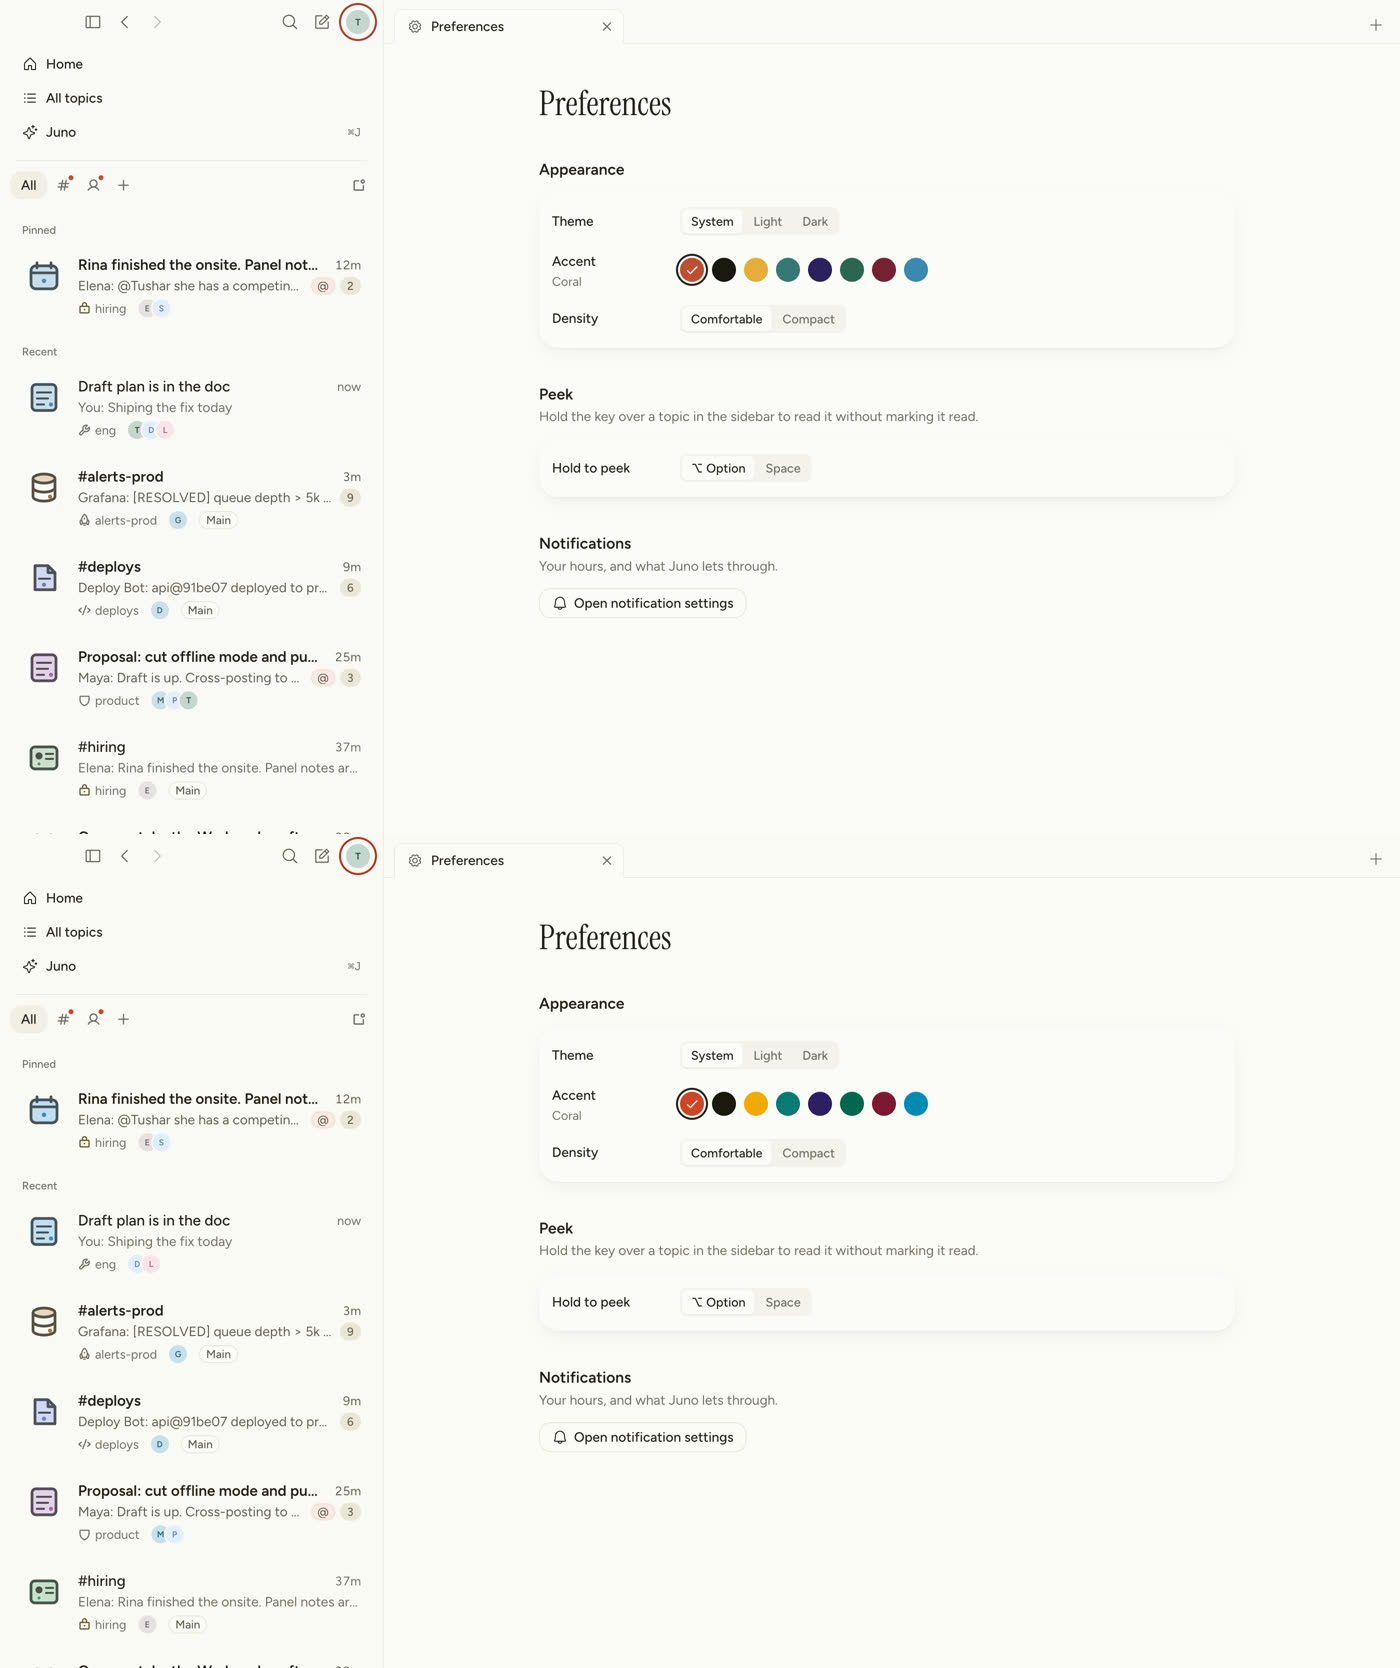 T
Preferences
Home
All topics
Juno ⌘J
All
Pinned
Rina finished the onsite. Panel not... 12m
Elena: @Tushar she has a competin... @ 2
hiring E S
Recent
Draft plan is in the doc now
You: Shiping the fix today
eng T D L
#alerts-prod 3m
Grafana: [RESOLVED] queue depth > 5k ... 9
alerts-prod G Main
#deploys 9m
Deploy Bot: api@91be07 deployed to pr... 6
deploys D Main
Proposal: cut offline mode and pu... 25m
Maya: Draft is up. Cross-posting to ... @ 3
product M P T
#hiring 37m
Elena: Rina finished the onsite. Panel notes ar...
hiring E Main
Preferences
Appearance
Theme System Light Dark
Accent
Coral
Density Comfortable Compact
Peek
Hold the key over a topic in the sidebar to read it without marking it read.
Hold to peek ⌥ Option Space
Notifications
Your hours, and what Juno lets through.
Open notification settings
T
Preferences
Home
All topics
Juno ⌘J
All
Pinned
Rina finished the onsite. Panel not... 12m
Elena: @Tushar she has a competin... @ 2
hiring E S
Recent
Draft plan is in the doc now
You: Shiping the fix today
eng D L
#alerts-prod 3m
Grafana: [RESOLVED] queue depth > 5k ... 9
alerts-prod G Main
#deploys 9m
Deploy Bot: api@91be07 deployed to pr... 6
deploys D Main
Proposal: cut offline mode and pu... 25m
Maya: Draft is up. Cross-posting to ... @ 3
product M P
#hiring 37m
Elena: Rina finished the onsite. Panel notes ar...
hiring E Main
Preferences
Appearance
Theme System Light Dark
Accent
Coral
Density Comfortable Compact
Peek
Hold the key over a topic in the sidebar to read it without marking it read.
Hold to peek ⌥ Option Space
Notifications
Your hours, and what Juno lets through.
Open notification settings